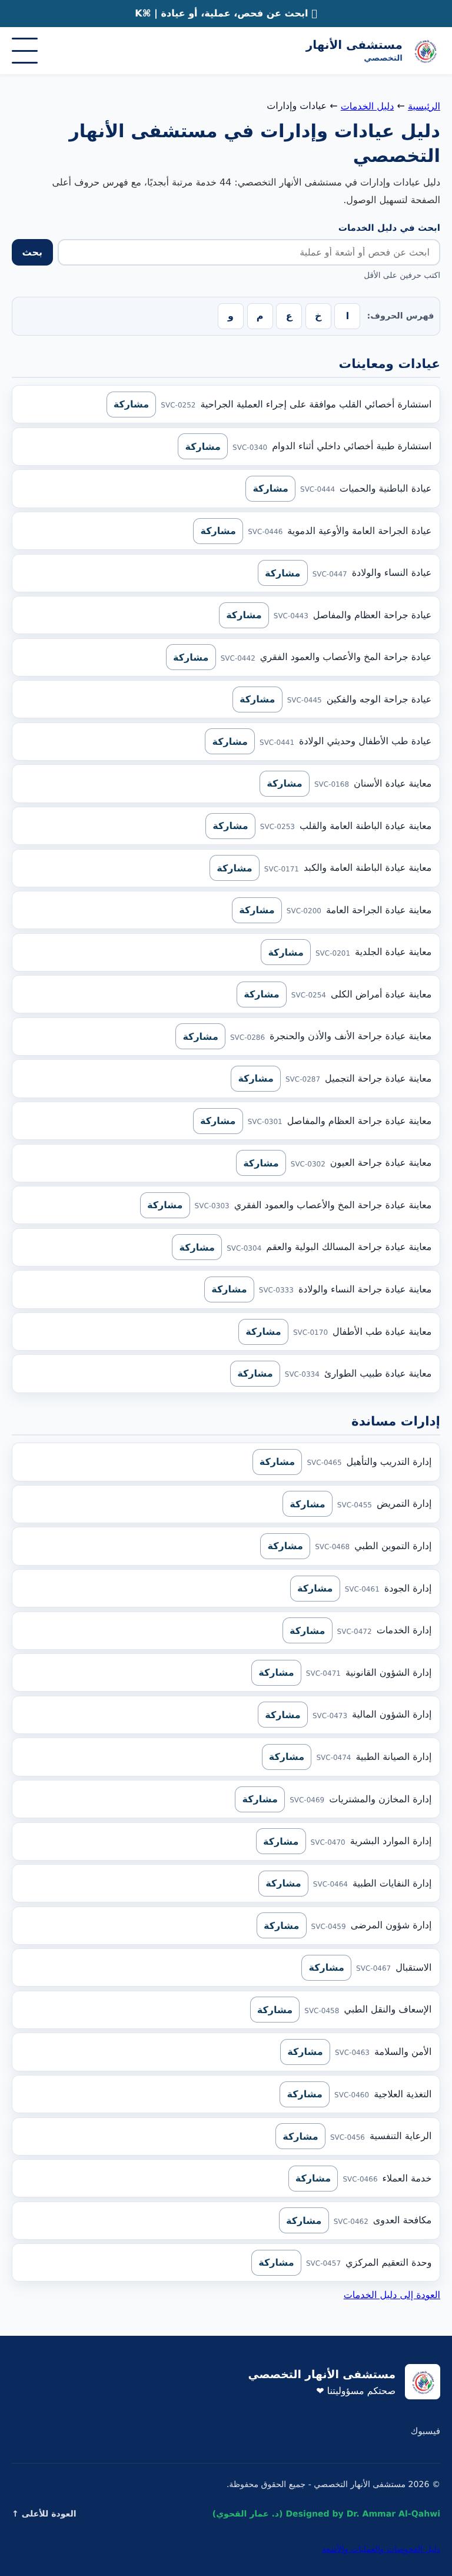 ابحث عن فحص، عملية، أو عيادة | ⌘K
مستشفى الأنهار
التخصصي
الرئيسية ← دليل الخدمات ← عيادات وإدارات
دليل عيادات وإدارات في مستشفى الأنهار
التخصصي
دليل عيادات وإدارات في مستشفى الأنهار التخصصي: 44 خدمة مرتبة أبجديًا، مع فهرس حروف أعلى
الصفحة لتسهيل الوصول.
ابحث في دليل الخدمات
ابحث عن فحص أو أشعة أو عملية بحث
اكتب حرفين على الأقل
فهرس الحروف: ا خ ع م و
عيادات ومعاينات
استشارة أخصائي القلب موافقة على إجراء العملية الجراحية SVC-0252 مشاركة
استشارة طبية أخصائي داخلي أثناء الدوام SVC-0340 مشاركة
عيادة الباطنية والحميات SVC-0444 مشاركة
عيادة الجراحة العامة والأوعية الدموية SVC-0446 مشاركة
عيادة النساء والولادة SVC-0447 مشاركة
عيادة جراحة العظام والمفاصل SVC-0443 مشاركة
عيادة جراحة المخ والأعصاب والعمود الفقري SVC-0442 مشاركة
عيادة جراحة الوجه والفكين SVC-0445 مشاركة
عيادة طب الأطفال وحديثي الولادة SVC-0441 مشاركة
معاينة عيادة الأسنان SVC-0168 مشاركة
معاينة عيادة الباطنة العامة والقلب SVC-0253 مشاركة
معاينة عيادة الباطنة العامة والكبد SVC-0171 مشاركة
معاينة عيادة الجراحة العامة SVC-0200 مشاركة
معاينة عيادة الجلدية SVC-0201 مشاركة
معاينة عيادة أمراض الكلى SVC-0254 مشاركة
معاينة عيادة جراحة الأنف والأذن والحنجرة SVC-0286 مشاركة
معاينة عيادة جراحة التجميل SVC-0287 مشاركة
معاينة عيادة جراحة العظام والمفاصل SVC-0301 مشاركة
معاينة عيادة جراحة العيون SVC-0302 مشاركة
معاينة عيادة جراحة المخ والأعصاب والعمود الفقري SVC-0303 مشاركة
معاينة عيادة جراحة المسالك البولية والعقم SVC-0304 مشاركة
معاينة عيادة جراحة النساء والولادة SVC-0333 مشاركة
معاينة عيادة طب الأطفال SVC-0170 مشاركة
معاينة عيادة طبيب الطوارئ SVC-0334 مشاركة
إدارات مساندة
إدارة التدريب والتأهيل SVC-0465 مشاركة
إدارة التمريض SVC-0455 مشاركة
إدارة التموين الطبي SVC-0468 مشاركة
إدارة الجودة SVC-0461 مشاركة
إدارة الخدمات SVC-0472 مشاركة
إدارة الشؤون القانونية SVC-0471 مشاركة
إدارة الشؤون المالية SVC-0473 مشاركة
إدارة الصيانة الطبية SVC-0474 مشاركة
إدارة المخازن والمشتريات SVC-0469 مشاركة
إدارة الموارد البشرية SVC-0470 مشاركة
إدارة النفايات الطبية SVC-0464 مشاركة
إدارة شؤون المرضى SVC-0459 مشاركة
الاستقبال SVC-0467 مشاركة
الإسعاف والنقل الطبي SVC-0458 مشاركة
الأمن والسلامة SVC-0463 مشاركة
التغذية العلاجية SVC-0460 مشاركة
الرعاية التنفسية SVC-0456 مشاركة
خدمة العملاء SVC-0466 مشاركة
مكافحة العدوى SVC-0462 مشاركة
وحدة التعقيم المركزي SVC-0457 مشاركة
العودة إلى دليل الخدمات
مستشفى الأنهار التخصصي
صحتكم مسؤوليتنا ❤
فيسبوك
© 2026 مستشفى الأنهار التخصصي - جميع الحقوق محفوظة.
Designed by Dr. Ammar Al-Qahwi (د. عمار القحوي) العودة للأعلى ↑